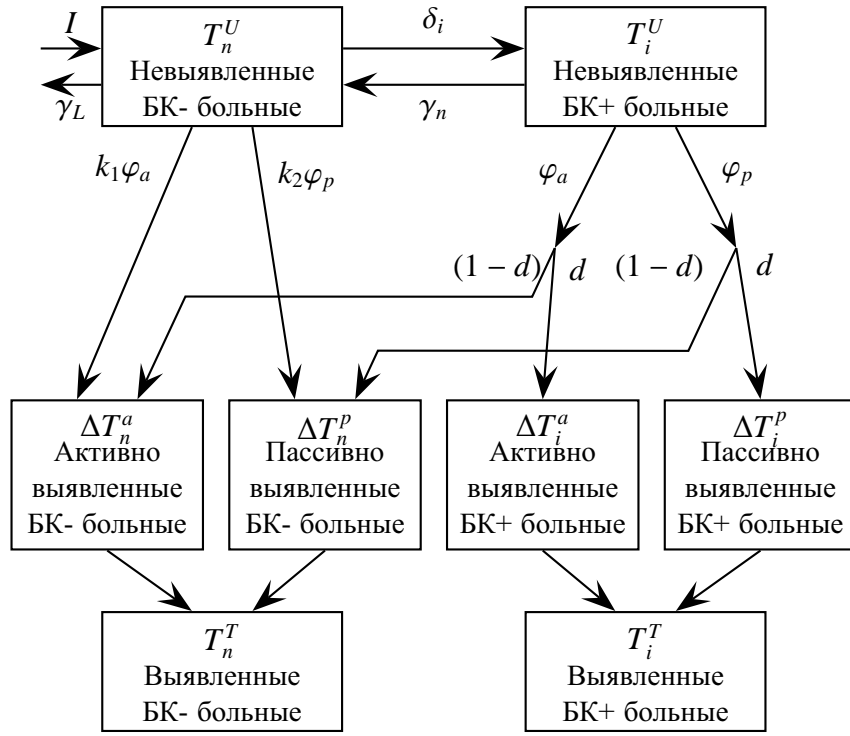 I
γ_L
T_n^U
Невыявленные
БК- больные
δ_i
γ_n
T_i^U
Невыявленные
БК+ больные
k_1φ_a
k_2φ_p
φ_a
φ_p
(1 − d)
d
(1 − d)
d
ΔT_n^a
Активно
выявленные
БК- больные
ΔT_n^p
Пассивно
выявленные
БК- больные
ΔT_i^a
Активно
выявленные
БК+ больные
ΔT_i^p
Пассивно
выявленные
БК+ больные
T_n^T
Выявленные
БК- больные
T_i^T
Выявленные
БК+ больные